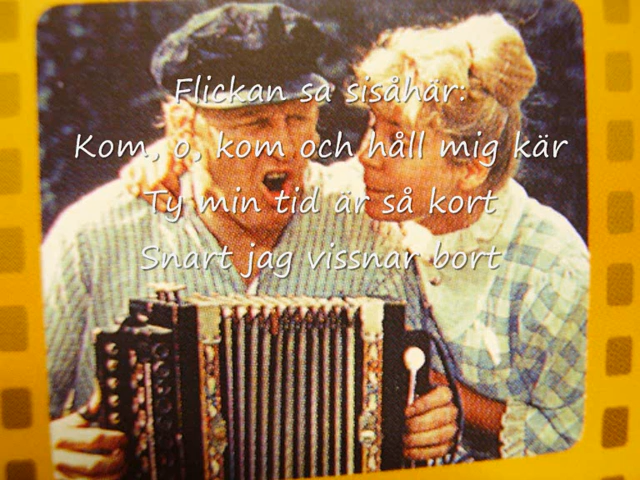 Flickan sa sisåhär:
Kom, o, kom och håll mig kär
Ty min tid är så kort
Snart jag vissnar bort